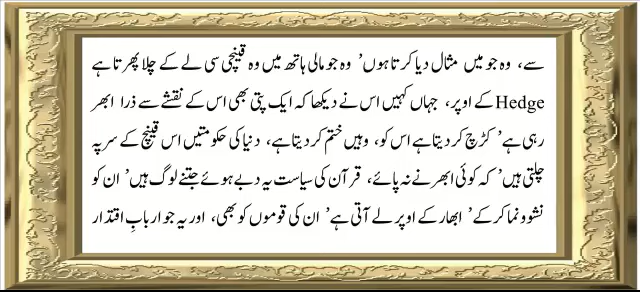 سے، وہ جو میں مثال دیا کرتا ہوں’ وہ جو مالی ہاتھ میں وہ قینچی سی لے کے چلا پھرتا ہے
Hedge کے اوپر، جہاں کہیں اس نے دیکھا کہ ایک پتی بھی اس کے نقشے سے ذرا ابھر
رہی ہے’ کڑچ کر دیتا ہے اس کو، وہیں ختم کر دیتا ہے، دنیا کی حکومتیں اس قینچ کے سر پہ
چلتی ہیں’ کہ کوئی ابھرنے نہ پائے، قرآن کی سیاست یہ دبے ہوئے جتنے لوگ ہیں’ ان کو
نشوونما کر کے’ ابھار کے اوپر لے آتی ہے’ ان کی قوموں کو بھی، اور یہ جو اربابِ اقتدار